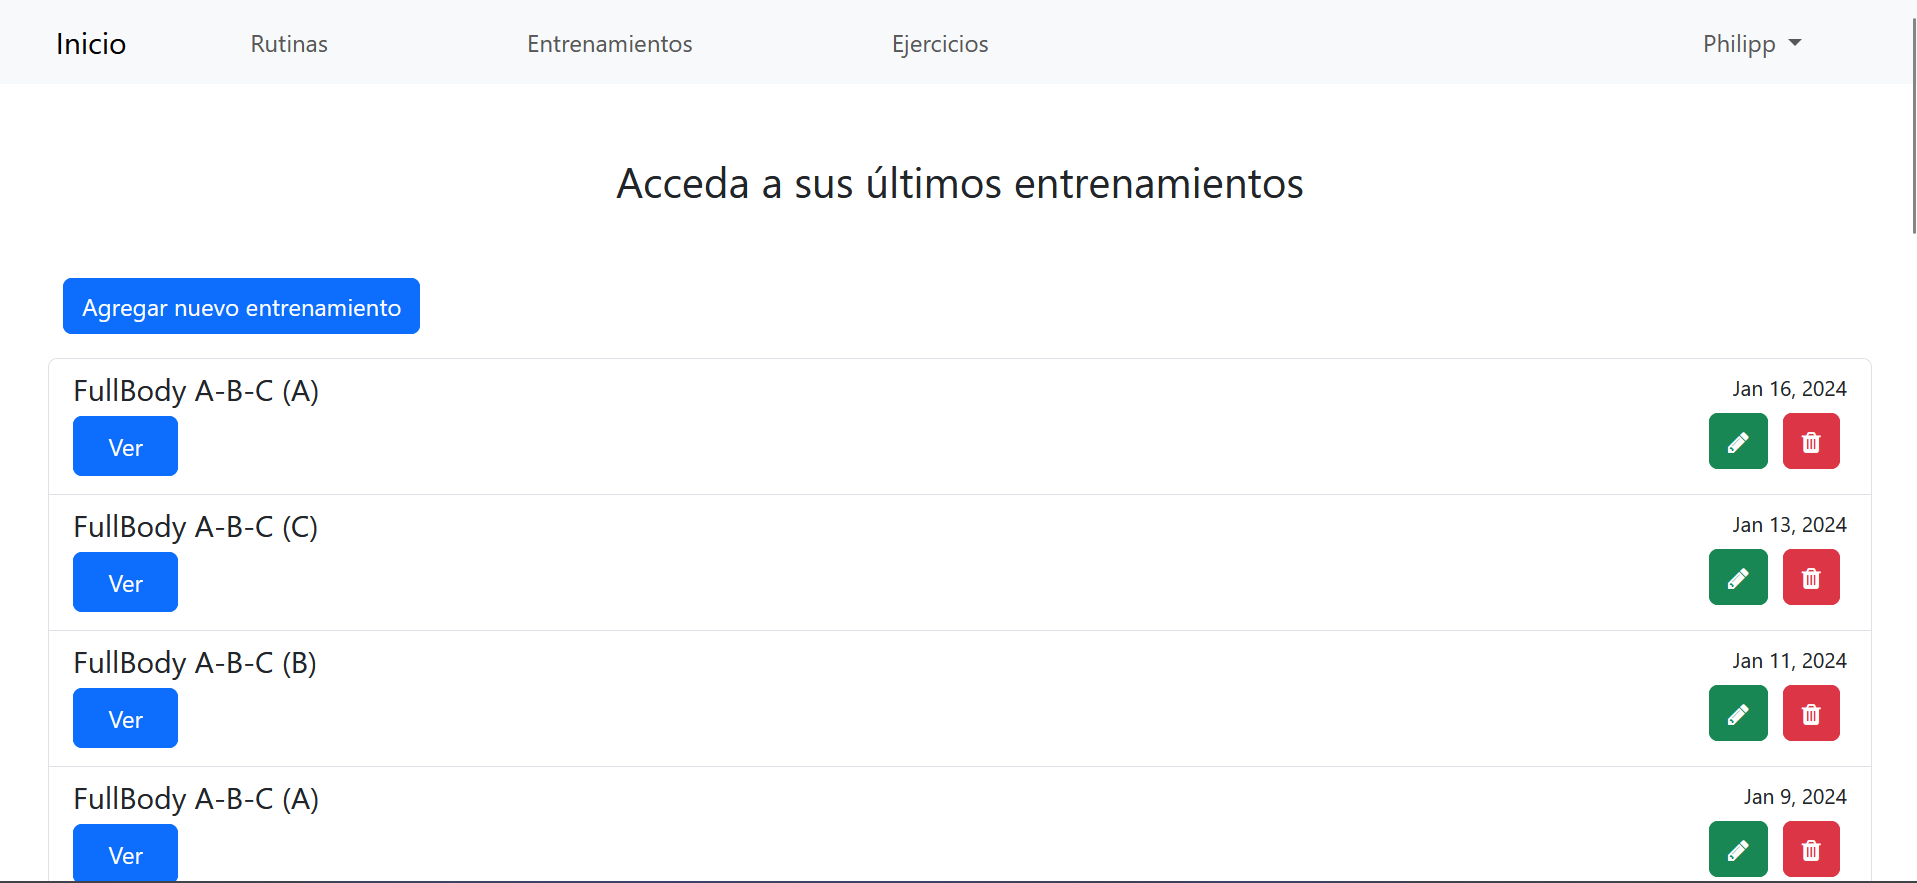 Inicio Rutinas Entrenamientos Ejercicios Philipp
Acceda a sus últimos entrenamientos
Agregar nuevo entrenamiento
FullBody A-B-C (A) Jan 16, 2024
Ver
FullBody A-B-C (C) Jan 13, 2024
Ver
FullBody A-B-C (B) Jan 11, 2024
Ver
FullBody A-B-C (A) Jan 9, 2024
Ver